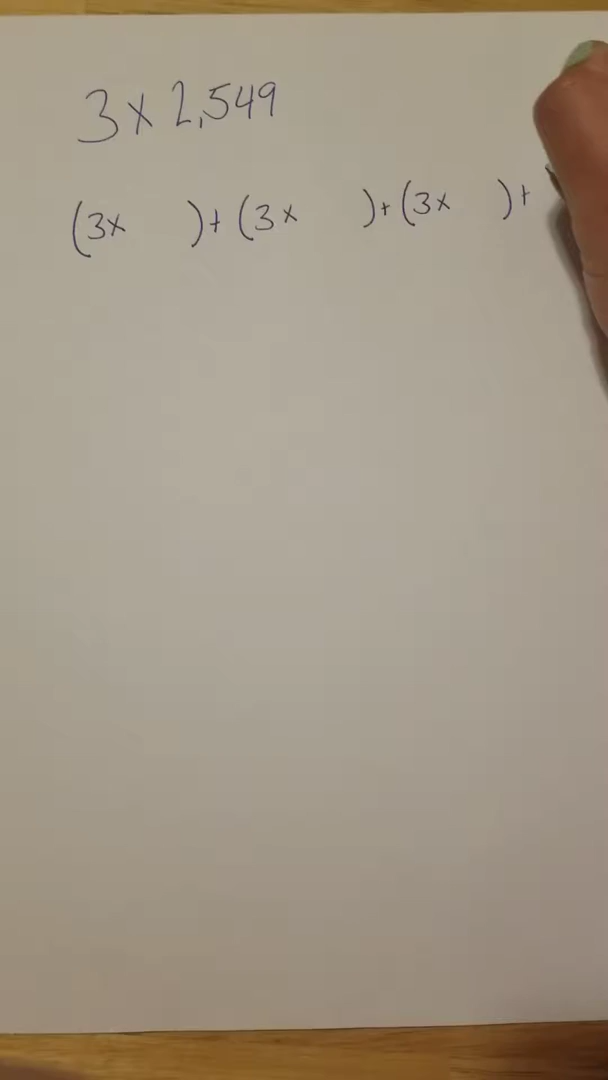 3 x 2,549
(3x    ) + (3x    ) + (3x    ) +